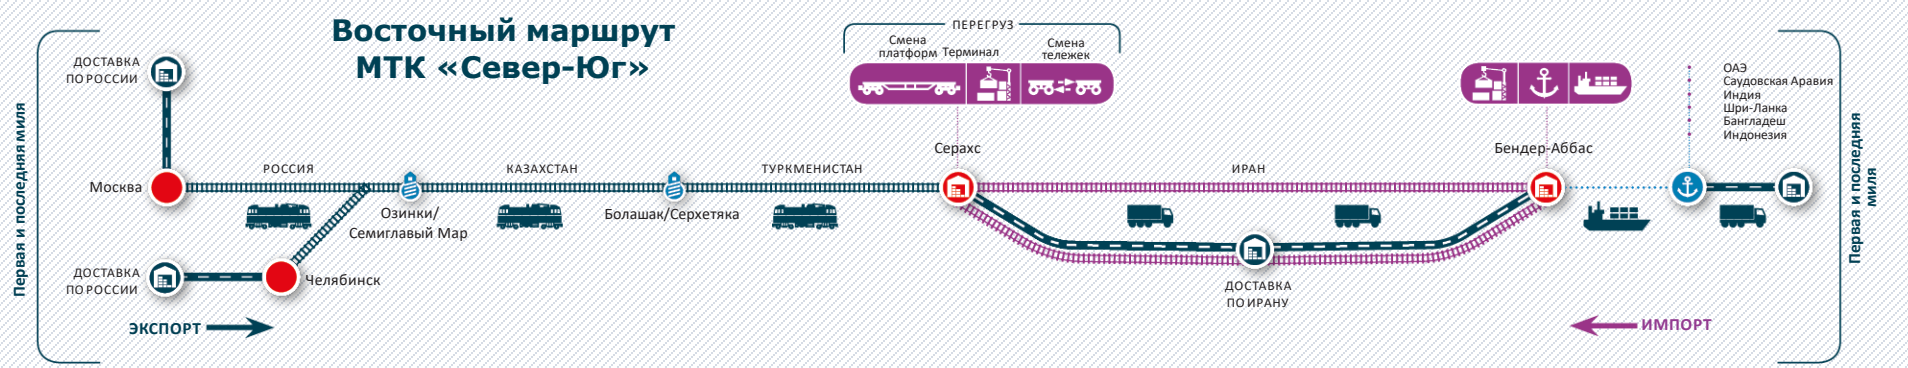 Восточный маршрут
МТК «Север-Юг»
ПЕРЕГРУЗ
Смена
платформ
Терминал
Смена
тележек
ДОСТАВКА
ПО РОССИИ
ОАЭ
Саудовская Аравия
Индия
Шри-Ланка
Бангладеш
Индонезия
Первая и последняя миля
Москва
РОССИЯ
КАЗАХСТАН
ТУРКМЕНИСТАН
Серахс
ИРАН
Бендер-Аббас
Озинки/
Семиглавый Мар
Болашак/Серхетяка
Первая и последняя
миля
ДОСТАВКА
ПО РОССИИ
Челябинск
ДОСТАВКА
ПО ИРАНУ
ЭКСПОРТ
ИМПОРТ